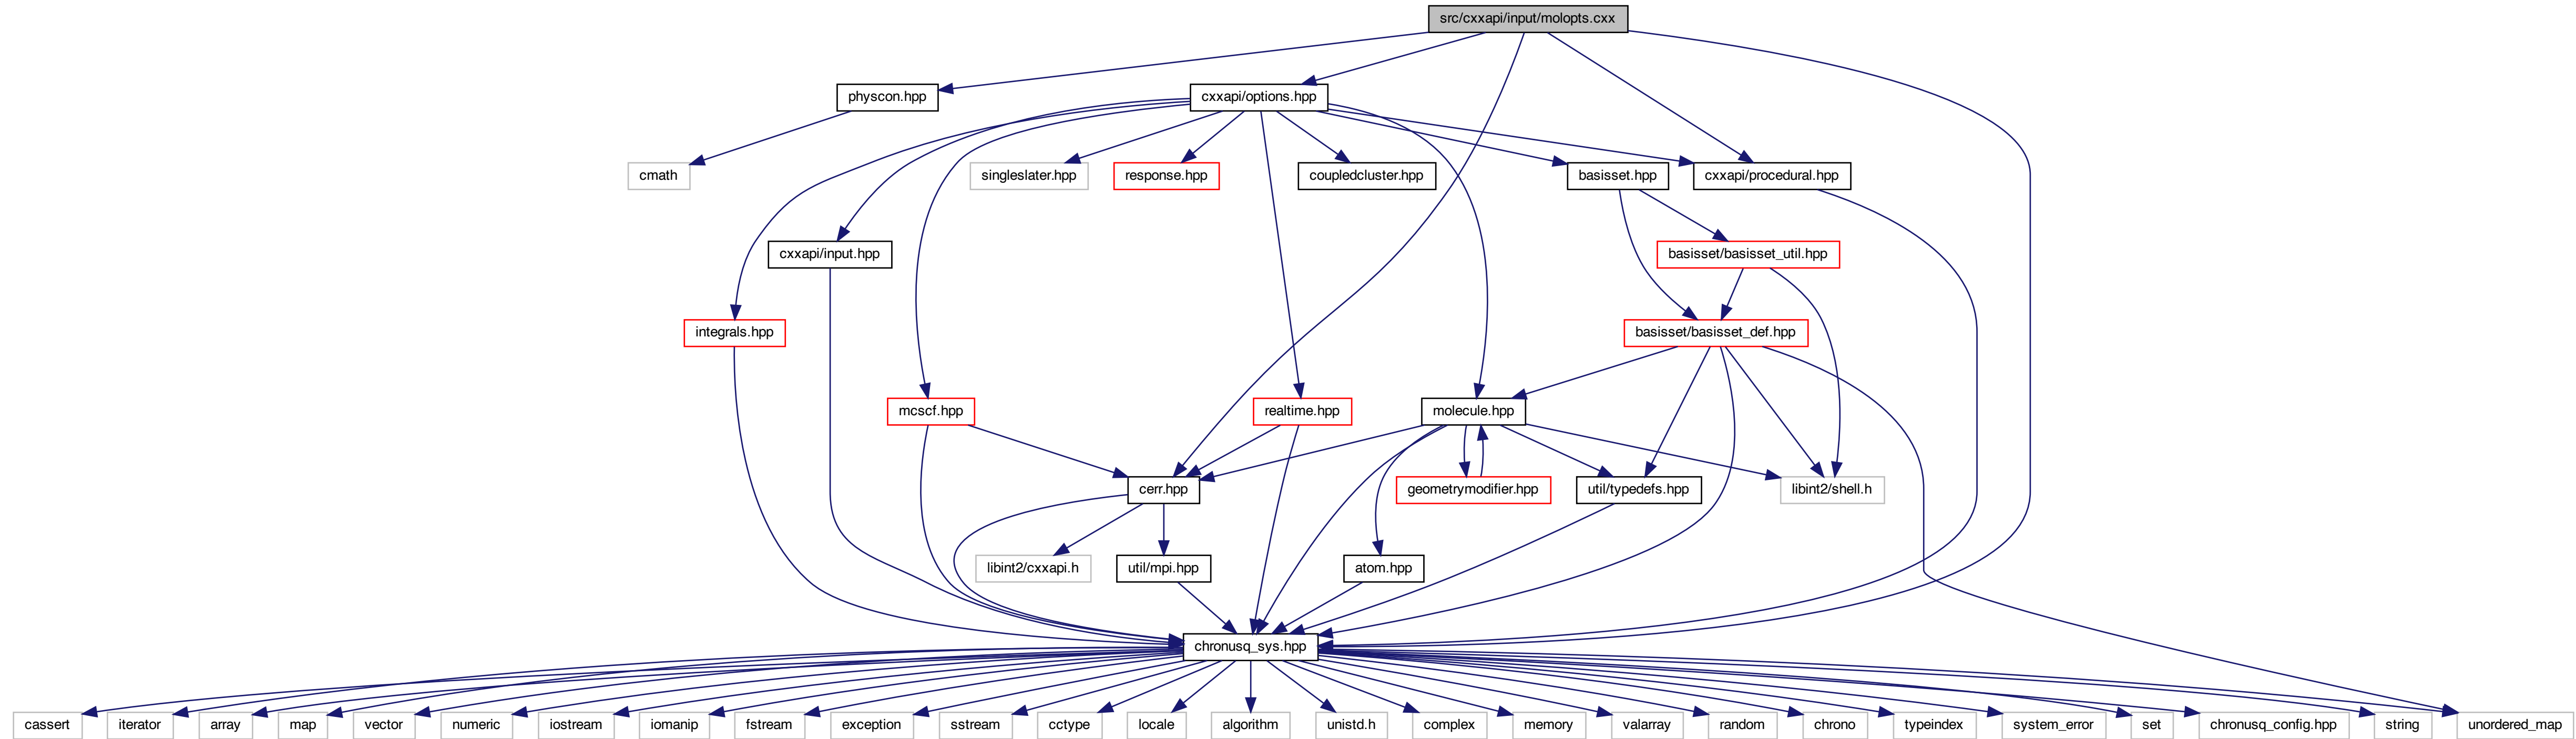 src/cxxapi/input/molopts.cxx
physcon.hpp
cxxapi/options.hpp
cmath
singleslater.hpp
response.hpp
coupledcluster.hpp
basisset.hpp
cxxapi/procedural.hpp
cxxapi/input.hpp
basisset/basisset_util.hpp
integrals.hpp
basisset/basisset_def.hpp
mcscf.hpp
realtime.hpp
molecule.hpp
cerr.hpp
geometrymodifier.hpp
util/typedefs.hpp
libint2/shell.h
libint2/cxxapi.h
util/mpi.hpp
atom.hpp
chronusq_sys.hpp
cassert
iterator
array
map
vector
numeric
iostream
iomanip
fstream
exception
sstream
cctype
locale
algorithm
unistd.h
complex
memory
valarray
random
chrono
typeindex
system_error
set
chronusq_config.hpp
string
unordered_map